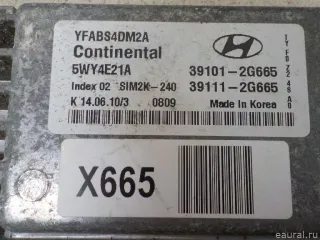 YFABS4DM2A
Continental
5WY4E21A 39101-2G665
Index 02 SIM2K-240 39111-2G665
K 14.06.10/3 0809 Made In Korea
X665
eaural.ru